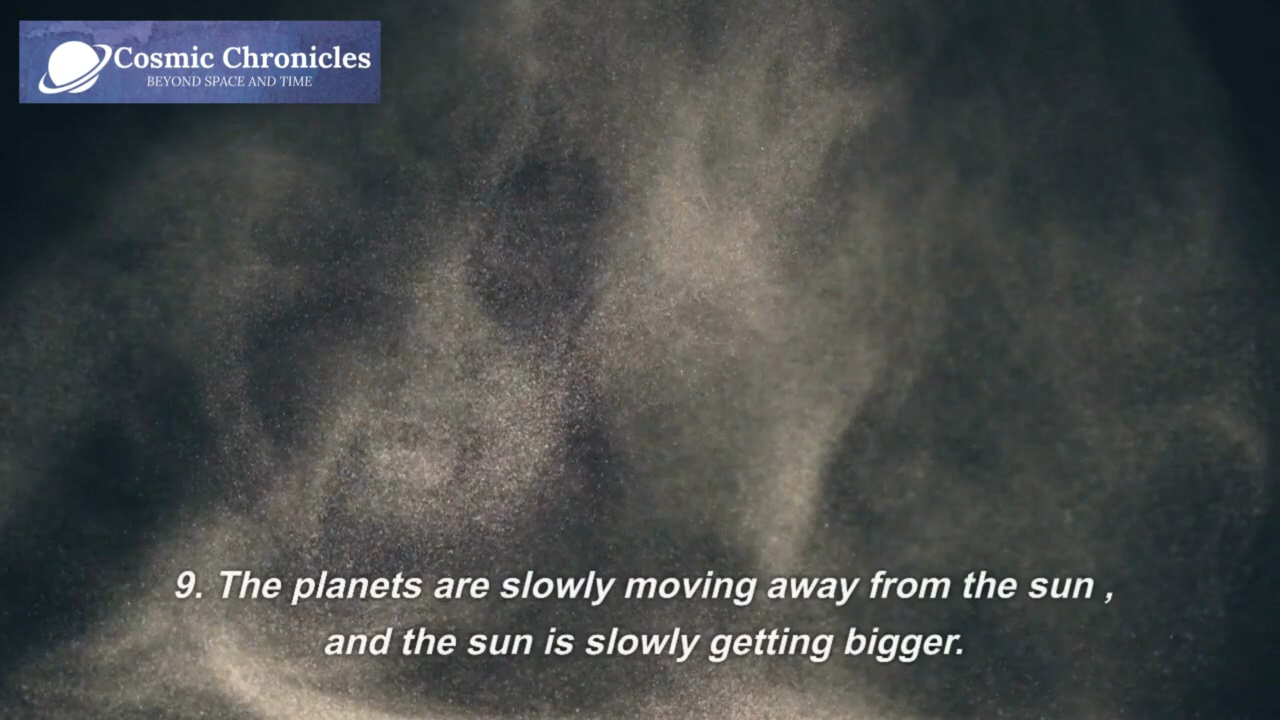 Cosmic Chronicles
BEYOND SPACE AND TIME
9. The planets are slowly moving away from the sun ,
and the sun is slowly getting bigger.